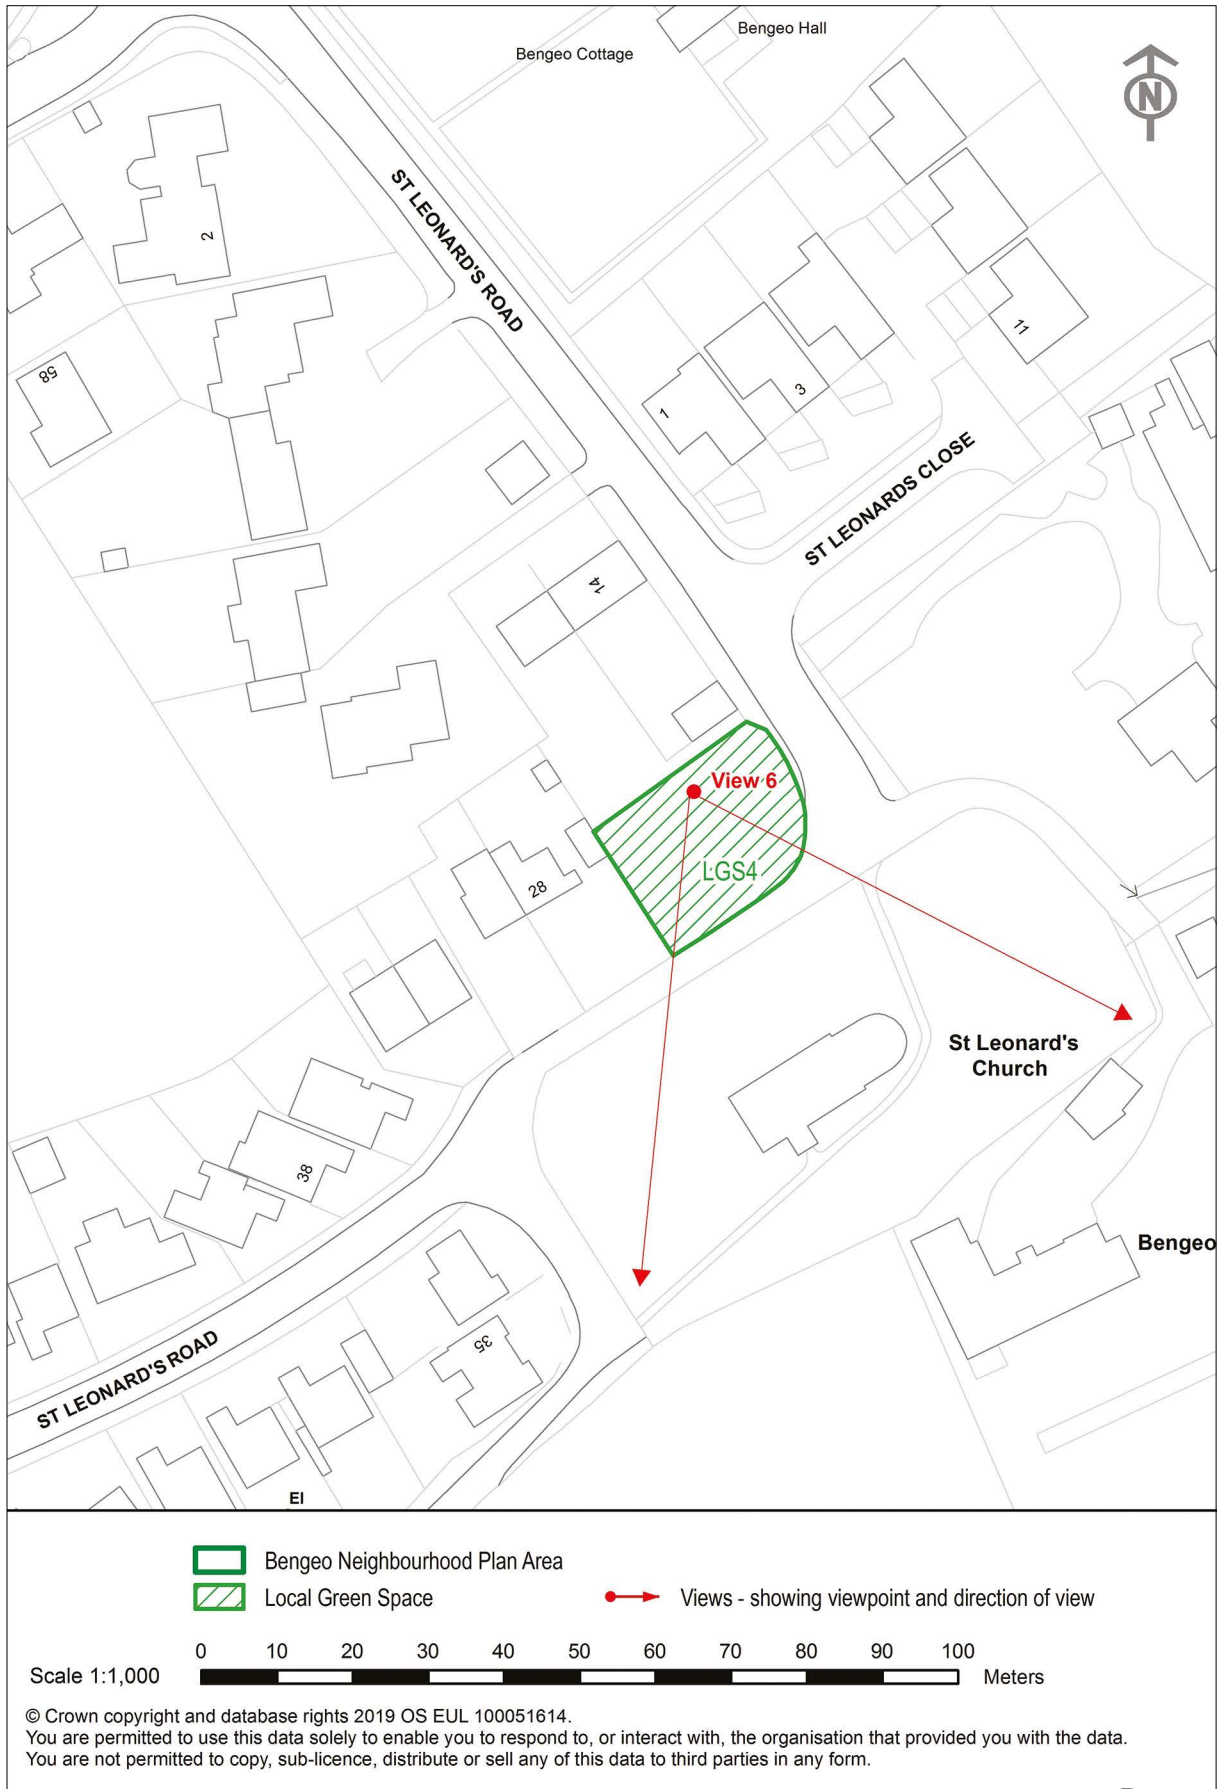 Bengeo Hall
Bengeo Cottage
N
ST LEONARD'S ROAD
2
58
11
3
1
ST LEONARDS CLOSE
14
View 6
LGS4
28
St Leonard's
Church
38
Bengeo
35
ST LEONARD'S ROAD
El
Bengeo Neighbourhood Plan Area
Local Green Space
Views - showing viewpoint and direction of view
0 10 20 30 40 50 60 70 80 90 100
Scale 1:1,000
Meters
© Crown copyright and database rights 2019 OS EUL 100051614.
You are permitted to use this data solely to enable you to respond to, or interact with, the organisation that provided you with the data.
You are not permitted to copy, sub-licence, distribute or sell any of this data to third parties in any form.